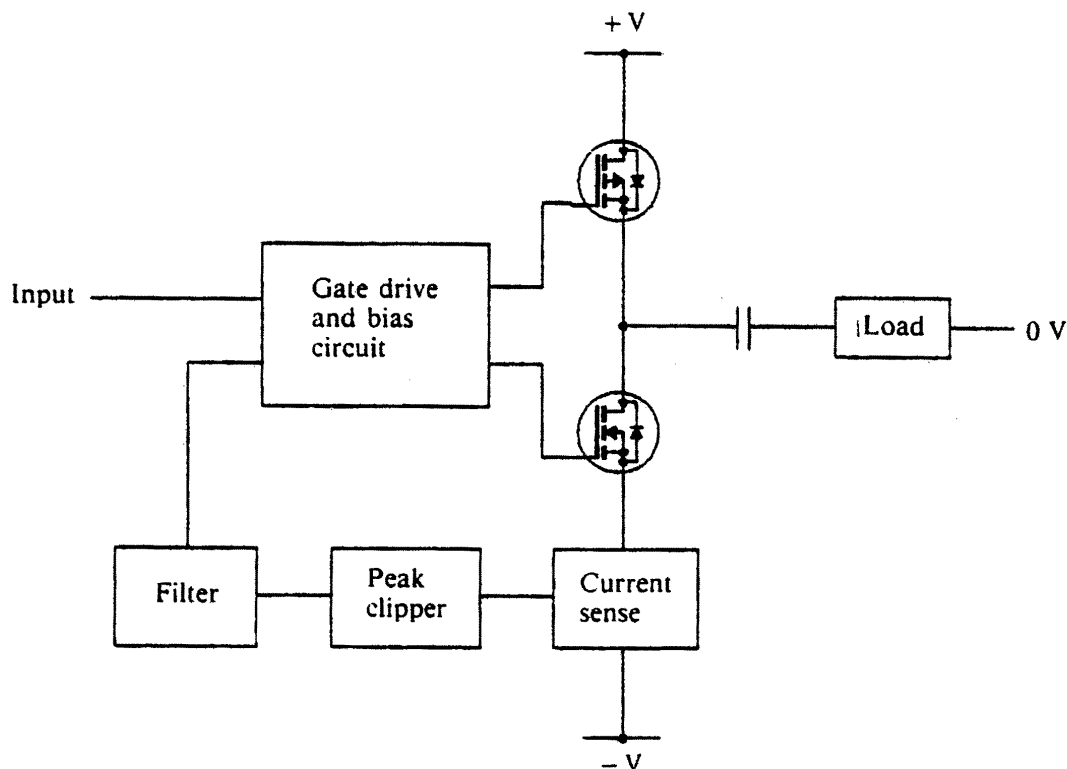 + V
Input
Gate drive
and bias
circuit
Load
0 V
Filter
Peak
clipper
Current
sense
− V